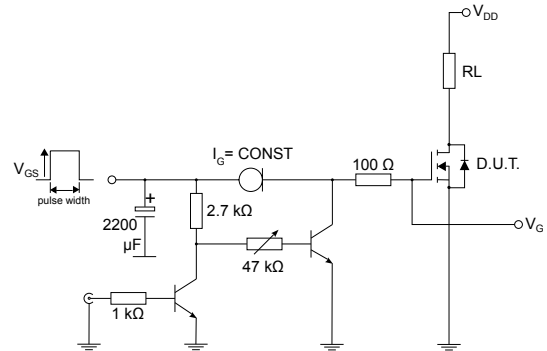 V_DD
RL
I_G= CONST
100 Ω
D.U.T.
V_GS
pulse width
+
2200
μF
2.7 kΩ
47 kΩ
V_G
1 kΩ